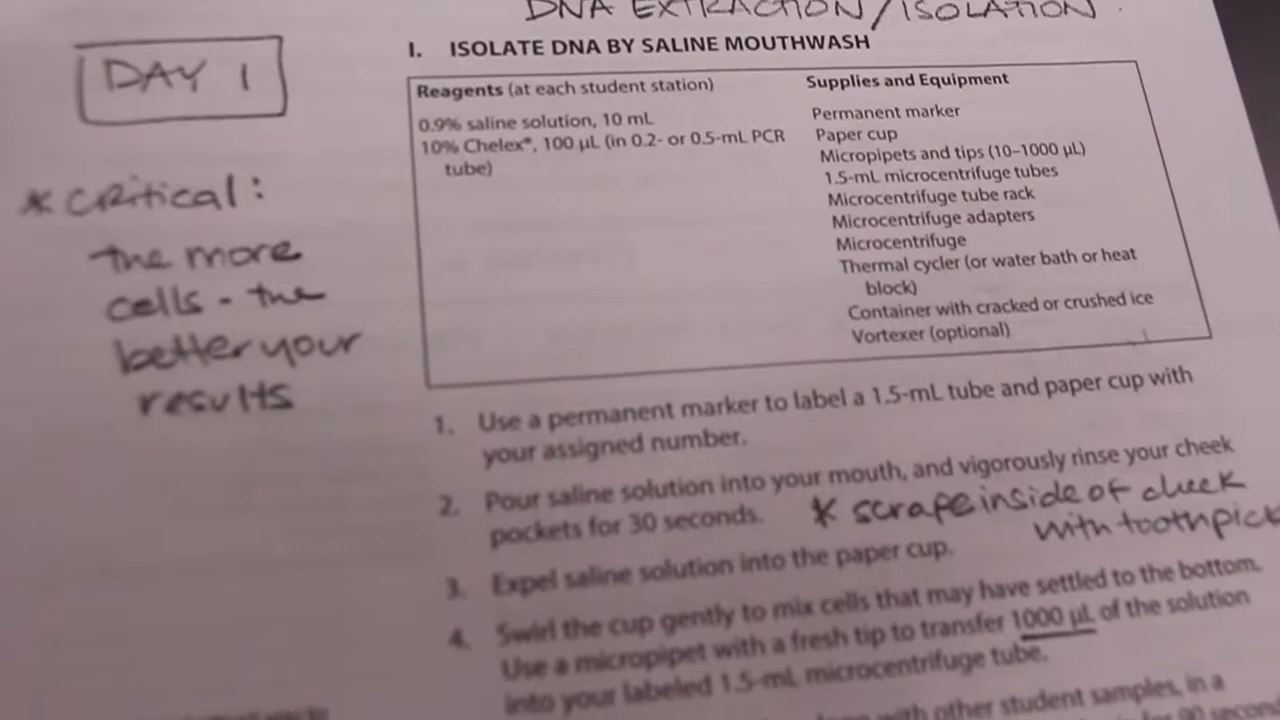 DNA EXTRACTION/ISOLATION
DAY 1
* critical:
the more
cells - the
better your
results
I. ISOLATE DNA BY SALINE MOUTHWASH
Reagents (at each student station)
0.9% saline solution, 10 mL
10% Chelex®, 100 µL (in 0.2- or 0.5-mL PCR
tube)
Supplies and Equipment
Permanent marker
Paper cup
Micropipets and tips (10–1000 µL)
1.5-mL microcentrifuge tubes
Microcentrifuge tube rack
Microcentrifuge adapters
Microcentrifuge
Thermal cycler (or water bath or heat
block)
Container with cracked or crushed ice
Vortexer (optional)
1. Use a permanent marker to label a 1.5-mL tube and paper cup with
your assigned number.
2. Pour saline solution into your mouth, and vigorously rinse your cheek
pockets for 30 seconds.
* scrape inside of cheek
with toothpick
3. Expel saline solution into the paper cup.
4. Swirl the cup gently to mix cells that may have settled to the bottom.
Use a micropipet with a fresh tip to transfer 1000 µL of the solution
into your labeled 1.5-mL microcentrifuge tube.
with other student samples, in a
for 90 seconds